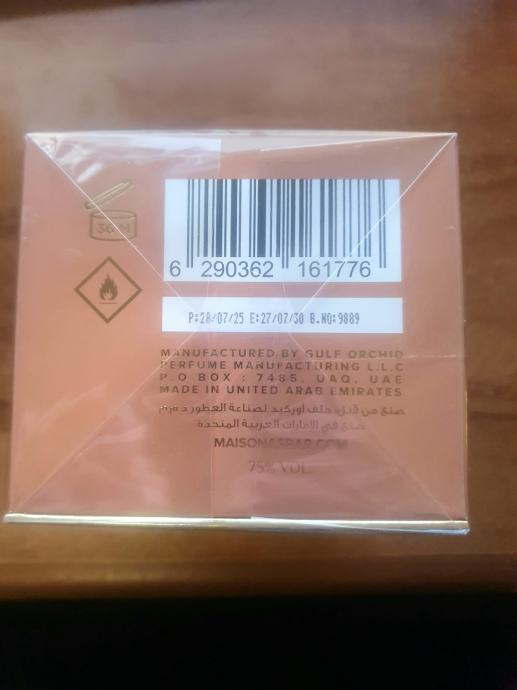 36M
6 290362 161776
P:28/07/25 E:27/07/30 B.NO:9889
MANUFACTURED BY GULF ORCHID
PERFUME MANUFACTURING L.L.C
P.O BOX : 7485, UAQ, UAE
MADE IN UNITED ARAB EMIRATES
صنع من قبل جلف اوركيد لصناعة العطور ذ.م.م
صنع في الامارات العربية المتحدة
MAISONASRAR.COM
75% VOL.